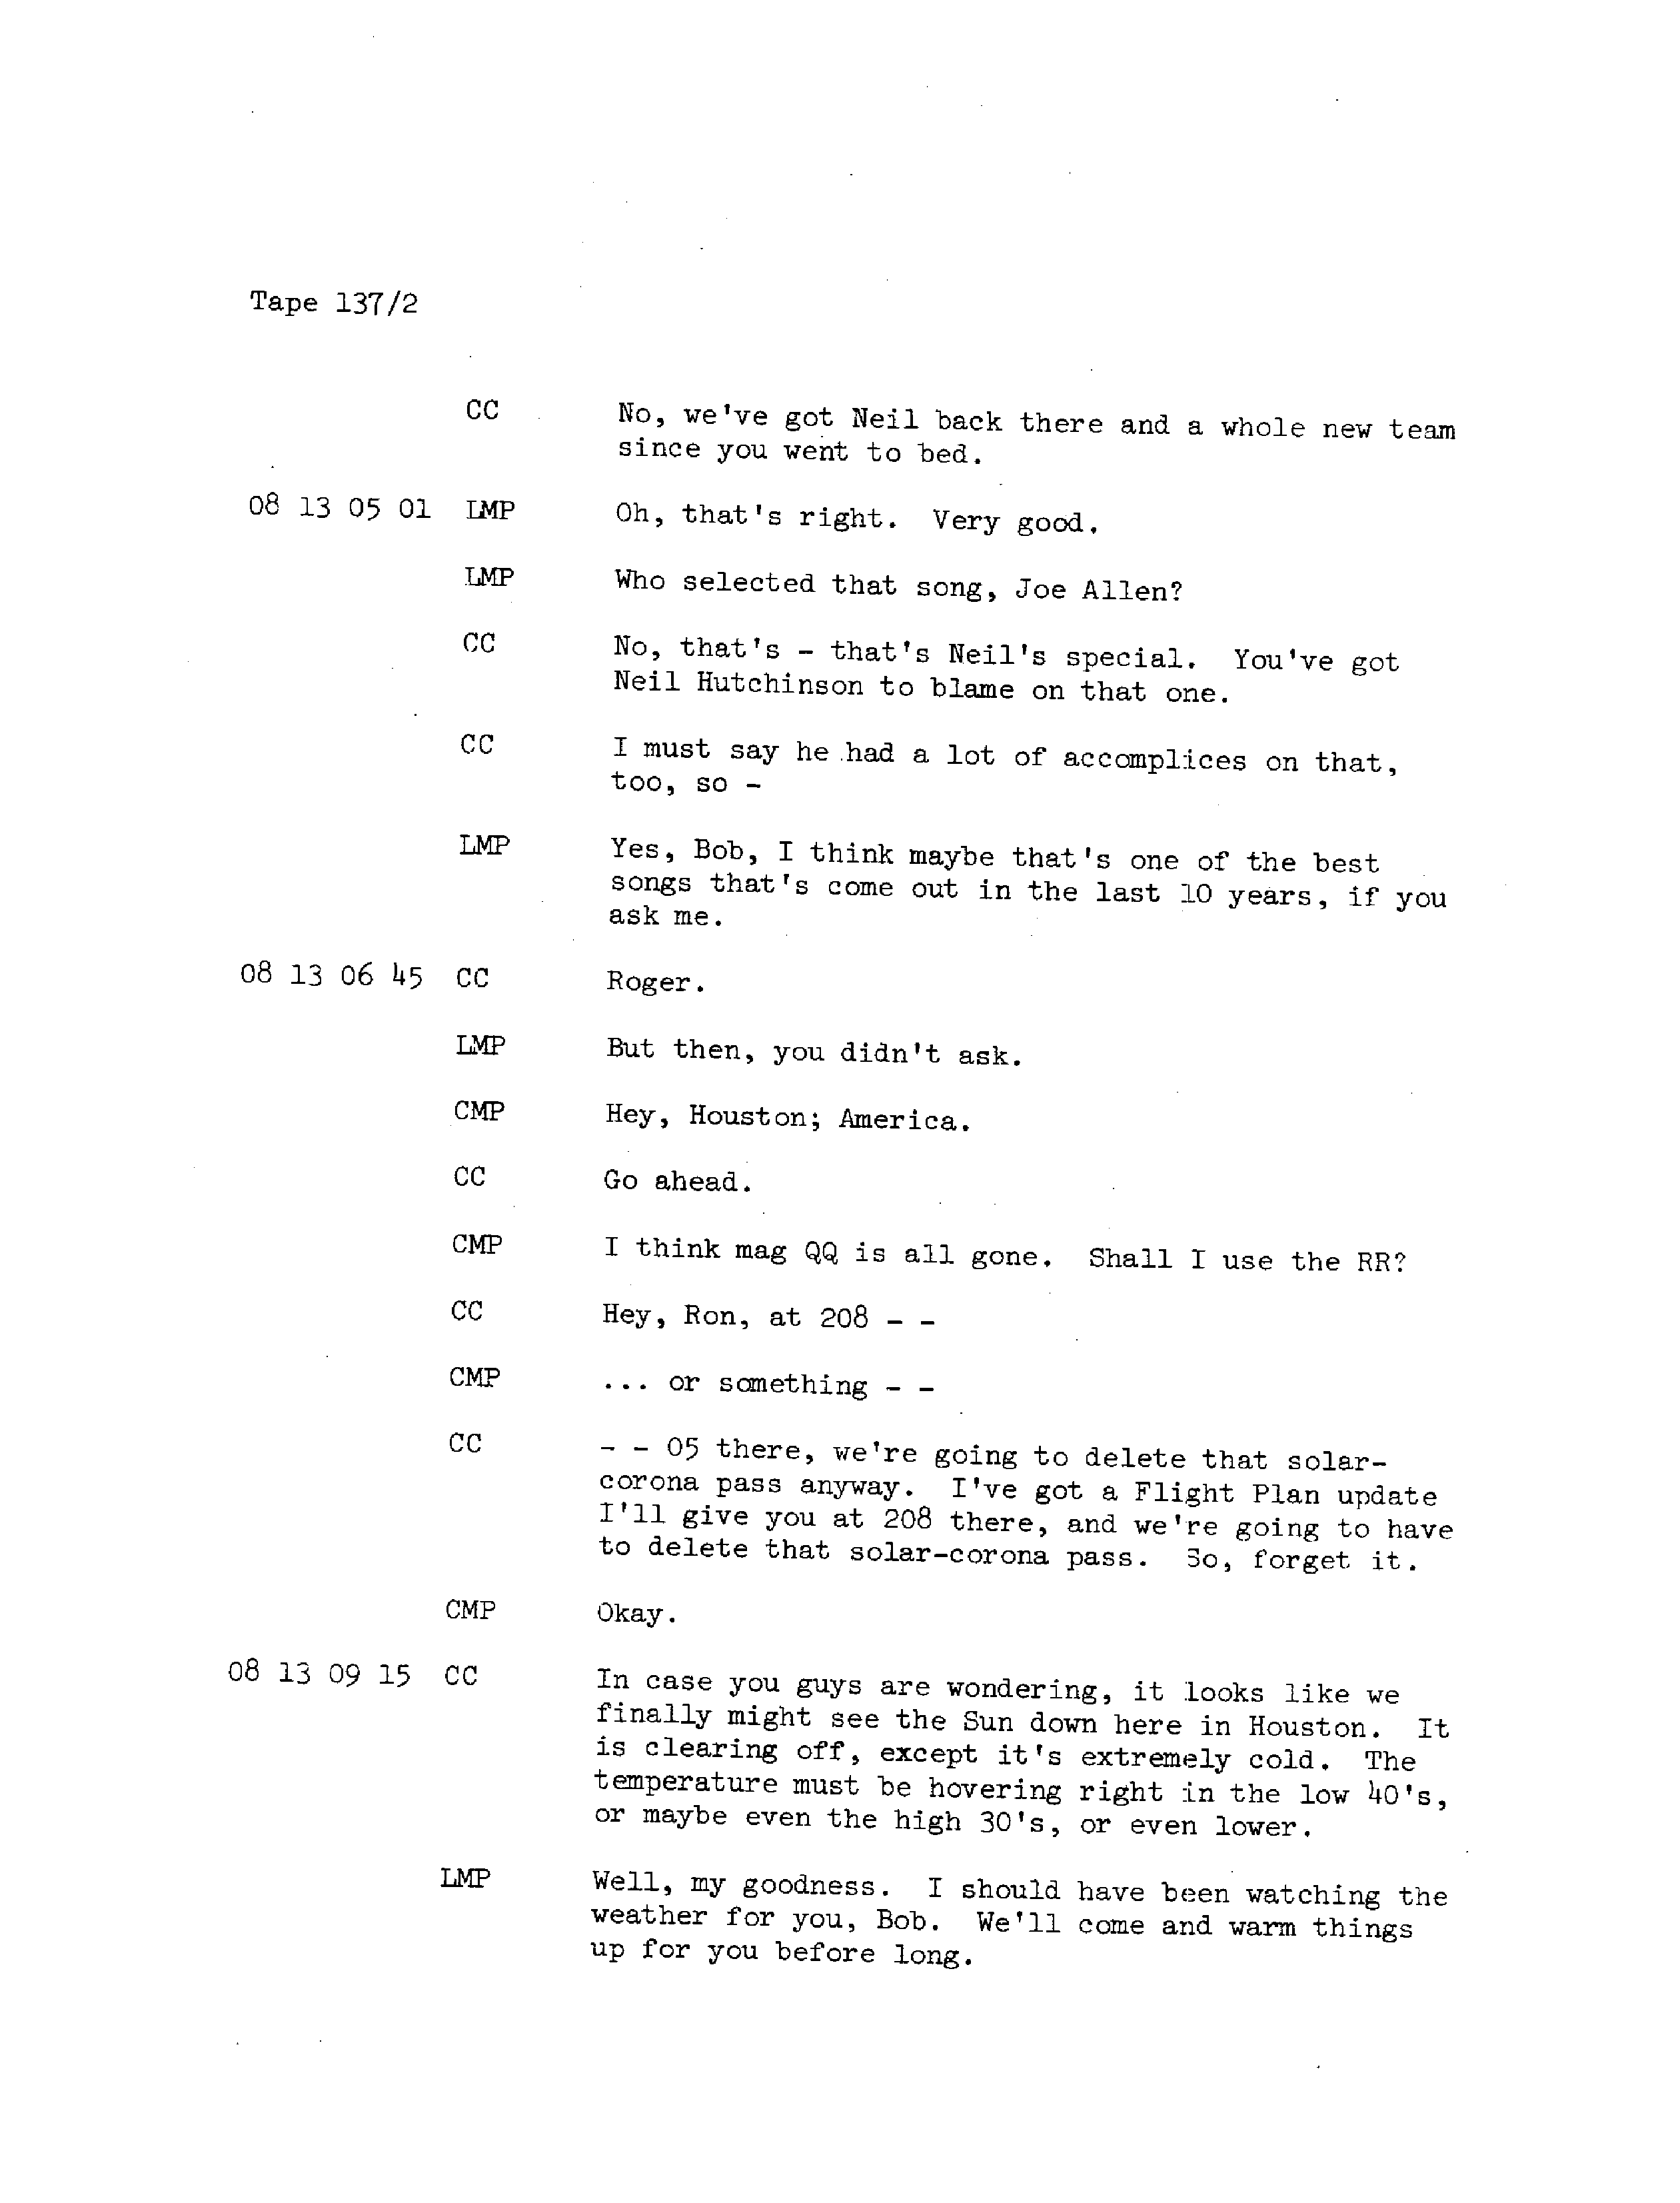 Tape 137/2
CC No, we've got Neil back there and a whole new team
since you went to bed.
08 13 05 01 LMP Oh, that's right. Very good.
LMP Who selected that song, Joe Allen?
CC No, that's - that's Neil's special. You've got
Neil Hutchinson to blame on that one.
CC I must say he had a lot of accomplices on that,
too, so -
LMP Yes, Bob, I think maybe that's one of the best
songs that's come out in the last 10 years, if you
ask me.
08 13 06 45 CC Roger.
LMP But then, you didn't ask.
CMP Hey, Houston; America.
CC Go ahead.
CMP I think mag QQ is all gone. Shall I use the RR?
CC Hey, Ron, at 208 - -
CMP ... or something - -
CC - - 05 there, we're going to delete that solar-
corona pass anyway. I've got a Flight Plan update
I'll give you at 208 there, and we're going to have
to delete that solar-corona pass. So, forget it.
CMP Okay.
08 13 09 15 CC In case you guys are wondering, it looks like we
finally might see the Sun down here in Houston. It
is clearing off, except it's extremely cold. The
temperature must be hovering right in the low 40's,
or maybe even the high 30's, or even lower.
LMP Well, my goodness. I should have been watching the
weather for you, Bob. We'll come and warm things
up for you before long.